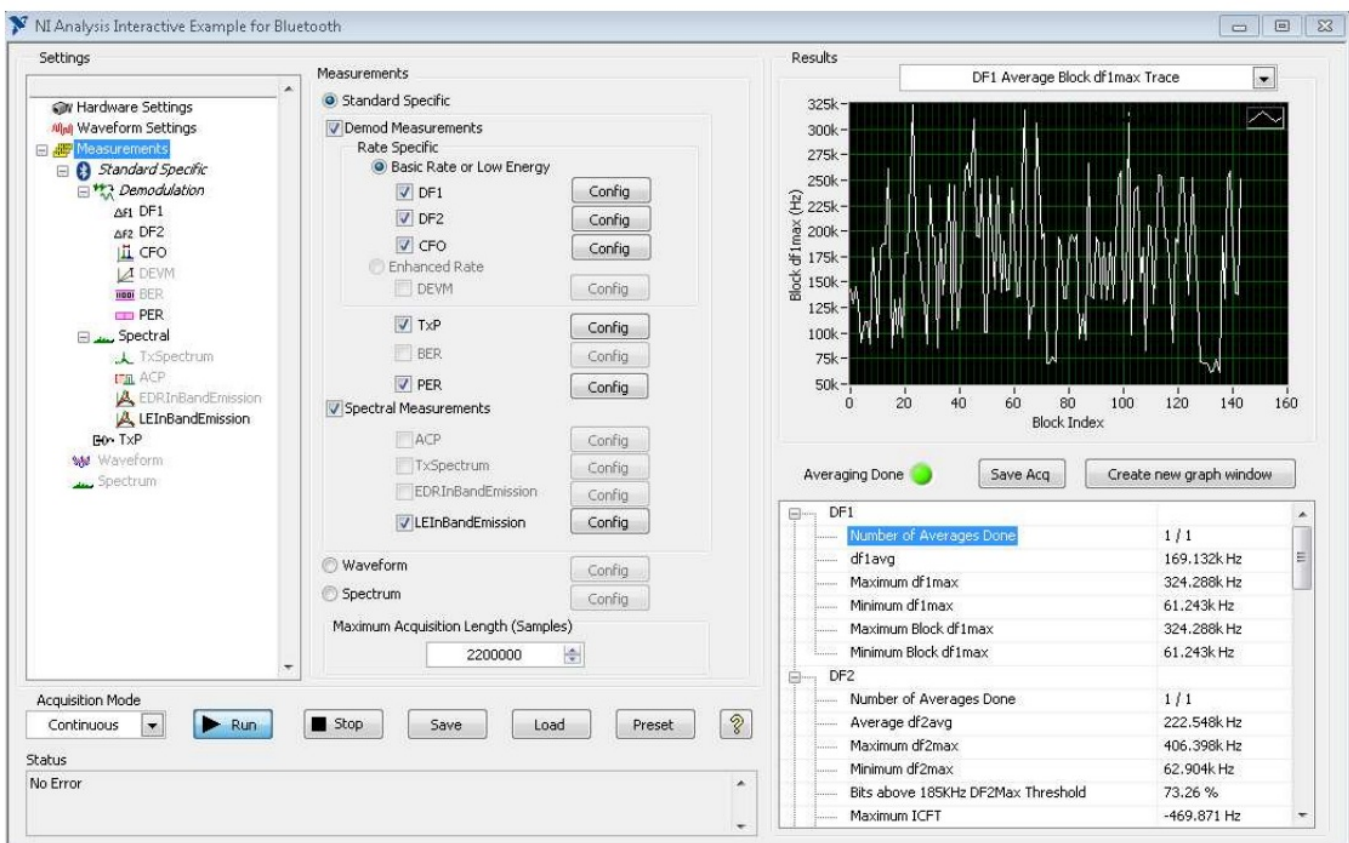 NI Analysis Interactive Example for Bluetooth
Settings
Hardware Settings
Waveform Settings
Measurements
Standard Specific
Demodulation
ΔF1 DF1
ΔF2 DF2
CFO
DEVM
BER
PER
Spectral
TxSpectrum
ACP
EDRInBandEmission
LEInBandEmission
TxP
Waveform
Spectrum
Measurements
Standard Specific
Demod Measurements
Rate Specific
Basic Rate or Low Energy
DF1 Config
DF2 Config
CFO Config
Enhanced Rate
DEVM Config
TxP Config
BER Config
PER Config
Spectral Measurements
ACP Config
TxSpectrum Config
EDRInBandEmission Config
LEInBandEmission Config
Waveform Config
Spectrum Config
Maximum Acquisition Length (Samples)
2200000
Acquisition Mode
Continuous Run Stop Save Load Preset ?
Status
No Error
Results
DF1 Average Block df1max Trace
Block df1max (Hz)
325k
300k
275k
250k
225k
200k
175k
150k
125k
100k
75k
50k
0 20 40 60 80 100 120 140 160
Block Index
Averaging Done Save Acq Create new graph window
DF1
Number of Averages Done 1 / 1
df1avg 169.132k Hz
Maximum df1max 324.288k Hz
Minimum df1max 61.243k Hz
Maximum Block df1max 324.288k Hz
Minimum Block df1max 61.243k Hz
DF2
Number of Averages Done 1 / 1
Average df2avg 222.548k Hz
Maximum df2max 406.398k Hz
Minimum df2max 62.904k Hz
Bits above 185KHz DF2Max Threshold 73.26 %
Maximum ICFT -469.871 Hz